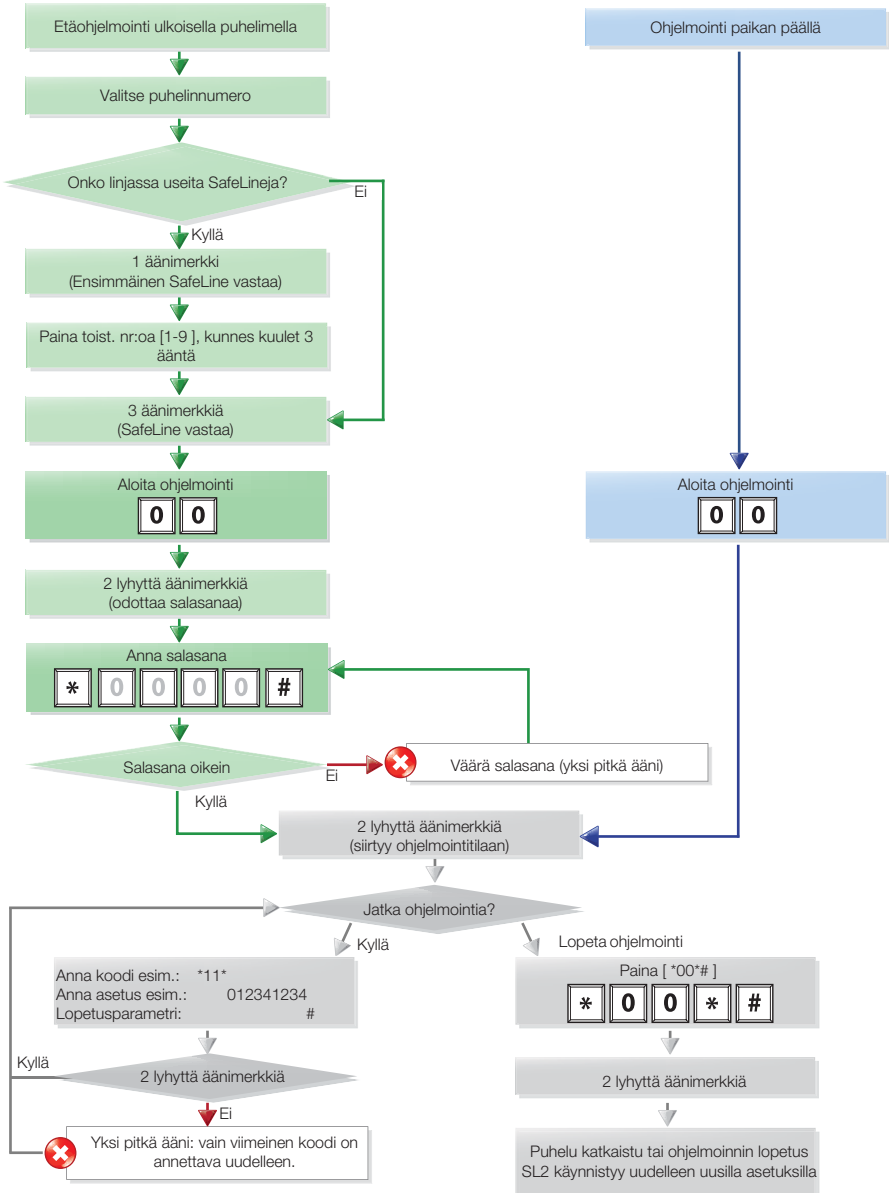 Etäohjelmointi ulkoisella puhelimella
Valitse puhelinnumero
Onko linjassa useita SafeLineja?
Ei
Kyllä
1 äänimerkki
(Ensimmäinen SafeLine vastaa)
Paina toist. nr:oa [1-9 ], kunnes kuulet 3
ääntä
3 äänimerkkiä
(SafeLine vastaa)
Aloita ohjelmointi
0 0
2 lyhyttä äänimerkkiä
(odottaa salasanaa)
Anna salasana
* 0 0 0 0 #
Salasana oikein
Ei
Väärä salasana (yksi pitkä ääni)
Kyllä
Ohjelmointi paikan päällä
Aloita ohjelmointi
0 0
2 lyhyttä äänimerkkiä
(siirtyy ohjelmointitilaan)
Jatka ohjelmointia?
Kyllä
Anna koodi esim.: *11*
Anna asetus esim.: 012341234
Lopetusparametri: #
Kyllä
2 lyhyttä äänimerkkiä
Ei
Yksi pitkä ääni: vain viimeinen koodi on
annettava uudelleen.
Lopeta ohjelmointi
Paina [ *00*# ]
* 0 0 * #
2 lyhyttä äänimerkkiä
Puhelu katkaistu tai ohjelmoinnin lopetus
SL2 käynnistyy uudelleen uusilla asetuksilla